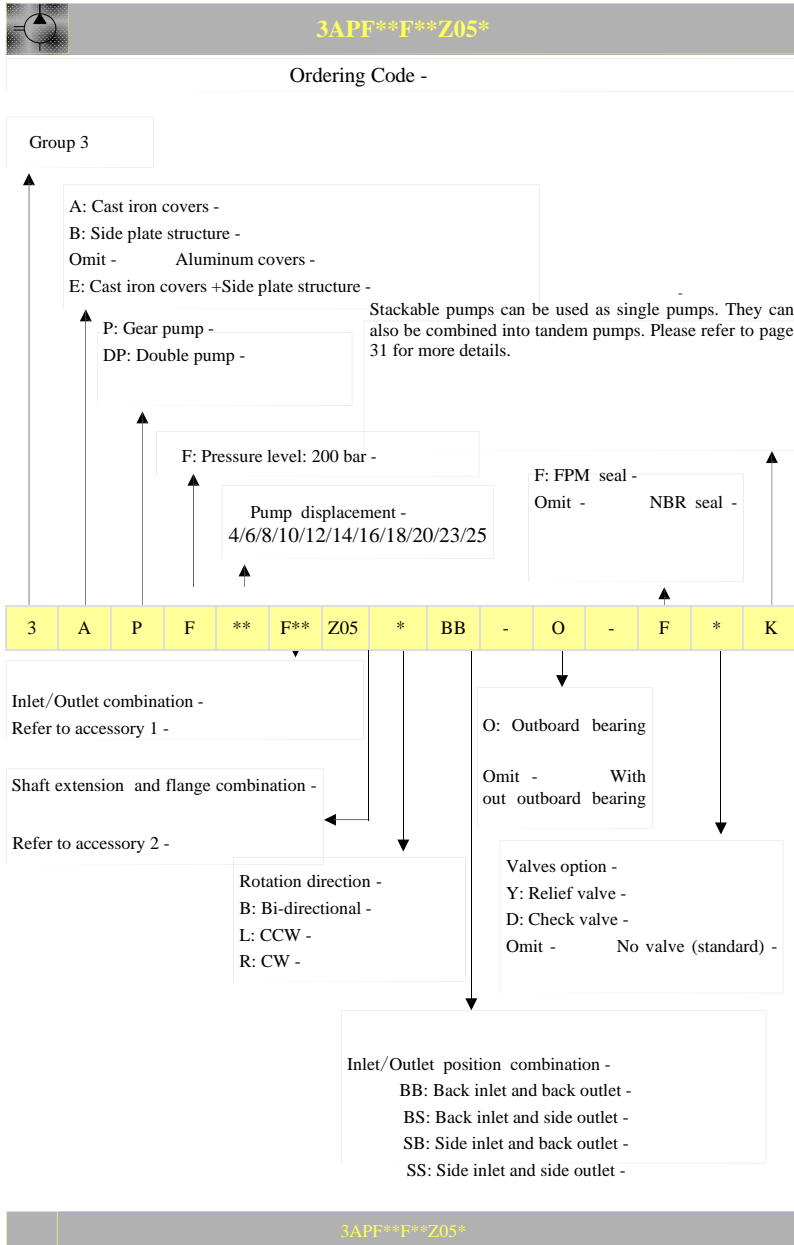 3APF**F**Z05*
Ordering Code -
Group 3
A: Cast iron covers -
B: Side plate structure -
Omit - Aluminum covers -
E: Cast iron covers +Side plate structure -
-
Stackable pumps can be used as single pumps. They can
also be combined into tandem pumps. Please refer to page
31 for more details.
P: Gear pump -
DP: Double pump -
F: Pressure level: 200 bar -
F: FPM seal -
Omit - NBR seal -
Pump displacement -
4/6/8/10/12/14/16/18/20/23/25
3 A P F ** F** Z05 * BB - O - F * K
Inlet/Outlet combination -
Refer to accessory 1 -
O: Outboard bearing
Omit - With
out outboard bearing
Shaft extension and flange combination -
Refer to accessory 2 -
Rotation direction -
B: Bi-directional -
L: CCW -
R: CW -
Valves option -
Y: Relief valve -
D: Check valve -
Omit - No valve (standard) -
Inlet/Outlet position combination -
BB: Back inlet and back outlet -
BS: Back inlet and side outlet -
SB: Side inlet and back outlet -
SS: Side inlet and side outlet -
3APF**F**Z05*